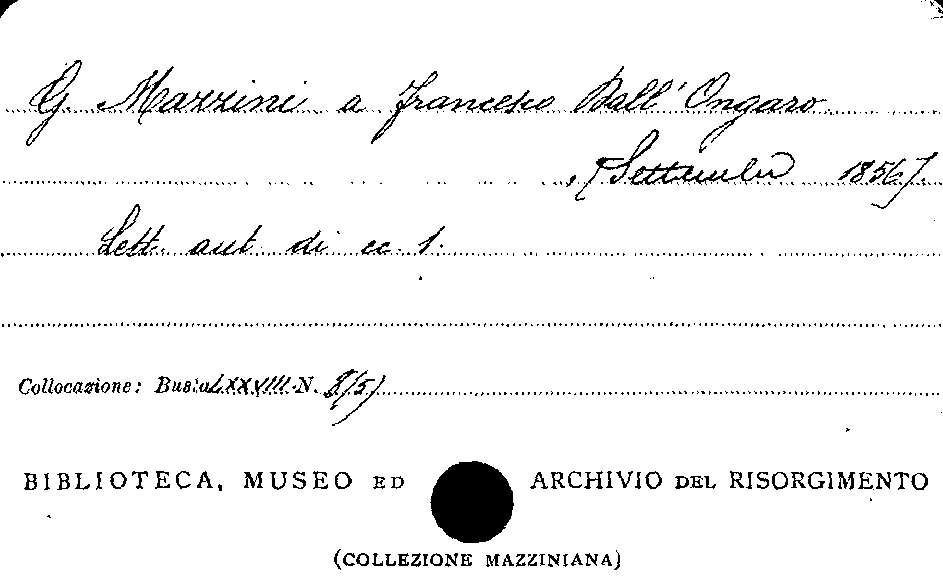 G. Mazzini a Francesco Dall'Ongaro
[Settembre 1856].
Lett. aut. di cc. 1.
Collocazione: Busta LXXVIII N. 8/5/
BIBLIOTECA, MUSEO ED ARCHIVIO DEL RISORGIMENTO
(COLLEZIONE MAZZINIANA)